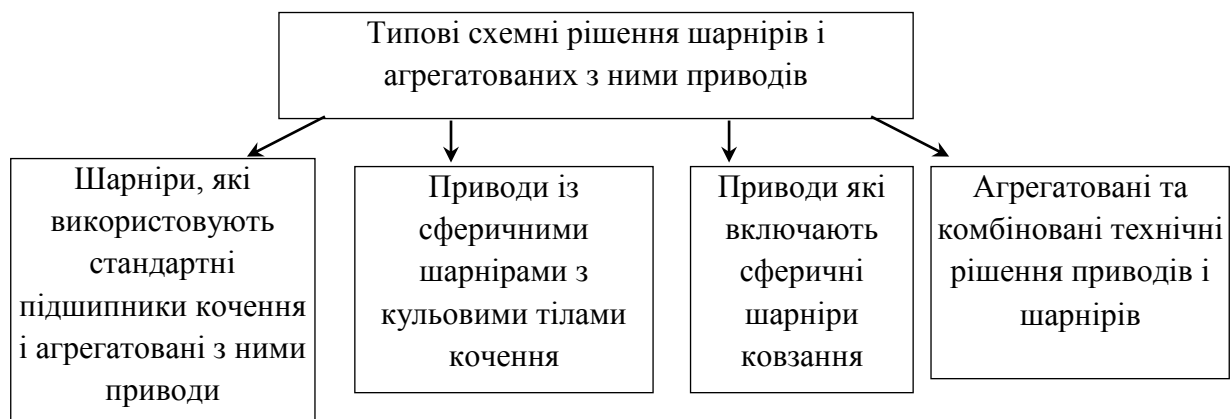 Типові схемні рішення шарнірів і
агрегатованих з ними приводів
Шарніри, які
використовують
стандартні
підшипники кочення
і агрегатовані з ними
приводи
Приводи із
сферичними
шарнірами з
кульовими тілами
кочення
Приводи які
включають
сферичні
шарніри
ковзання
Агрегатовані та
комбіновані технічні
рішення приводів і
шарнірів